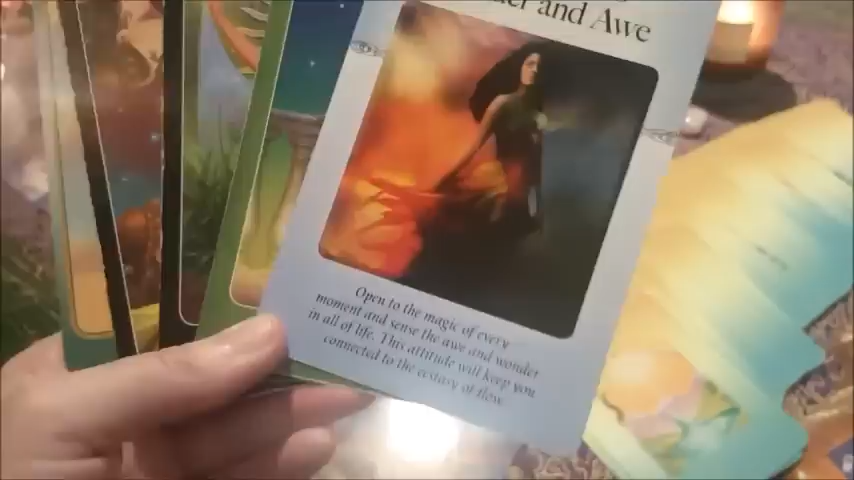 and Awe
Open to the magic of every
moment and sense the awe and wonder
in all of life. This attitude will keep you
connected to the ecstasy of flow.